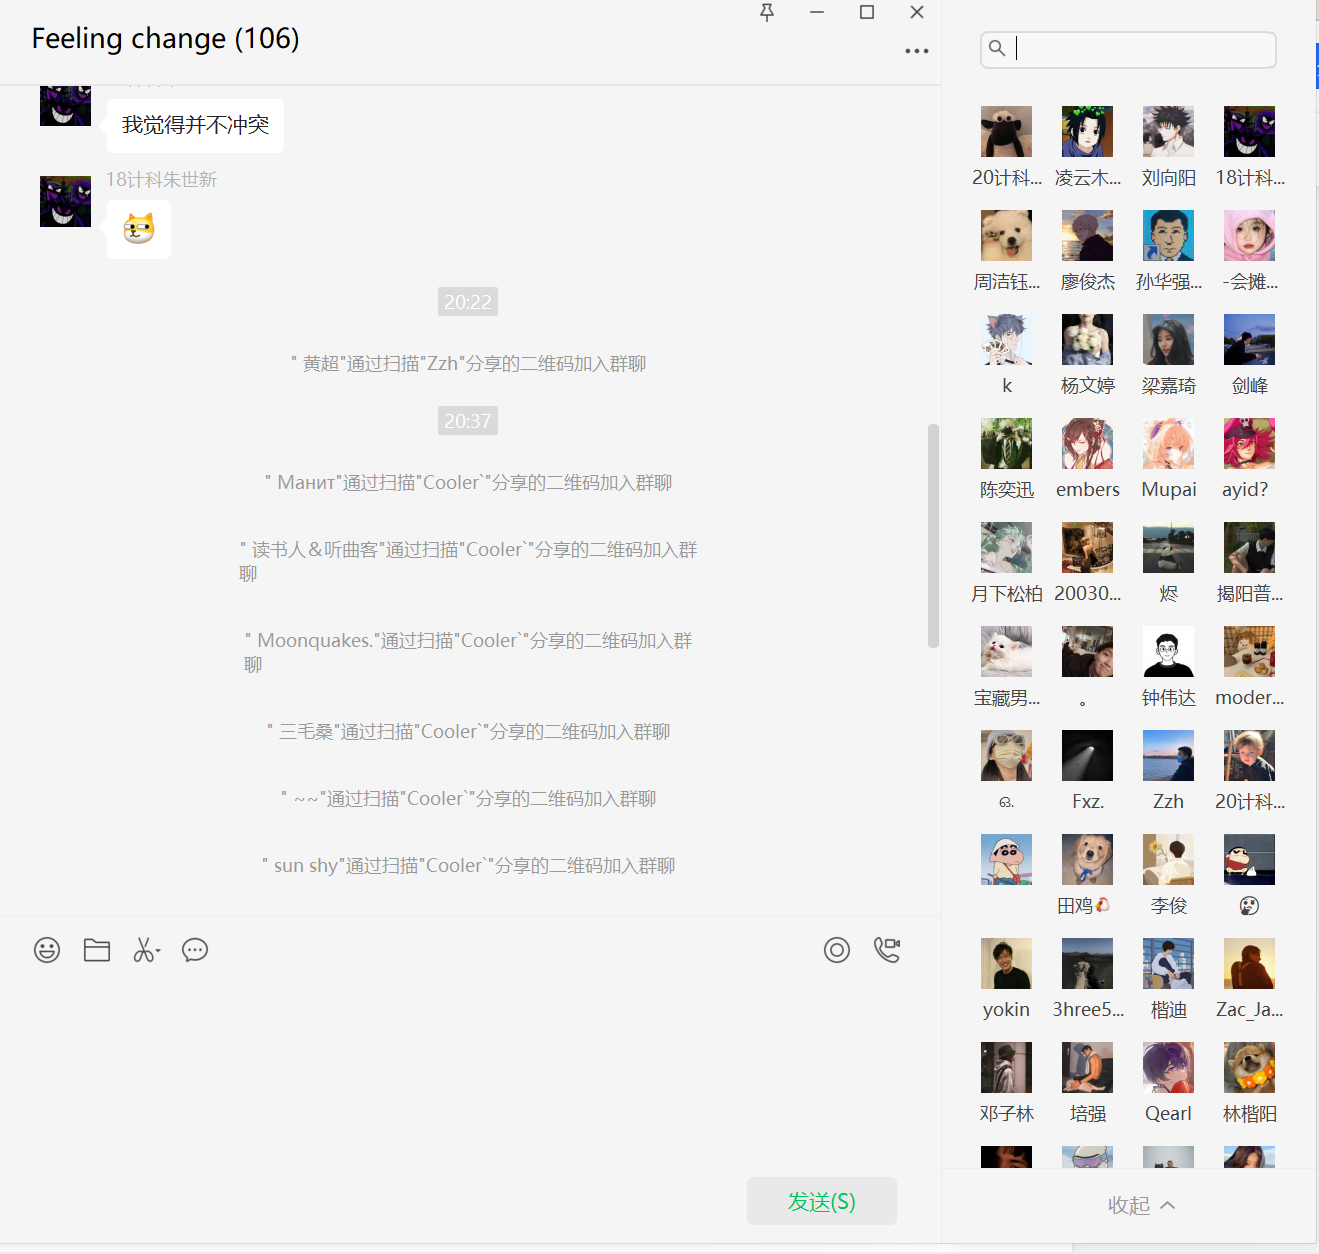 Feeling change (106)
我觉得并不冲突
18计科朱世新
20:22
" 黄超"通过扫描"Zzh"分享的二维码加入群聊
20:37
" Манит"通过扫描"Cooler`"分享的二维码加入群聊
" 读书人＆听曲客"通过扫描"Cooler`"分享的二维码加入群
聊
" Moonquakes."通过扫描"Cooler`"分享的二维码加入群
聊
" 三毛桑"通过扫描"Cooler`"分享的二维码加入群聊
" ~~"通过扫描"Cooler`"分享的二维码加入群聊
" sun shy"通过扫描"Cooler`"分享的二维码加入群聊
发送(S)
20计科... 凌云木... 刘向阳 18计科...
周洁钰... 廖俊杰 孙华强... -会摊...
k 杨文婷 梁嘉琦 剑峰
陈奕迅 embers Mupai ayid?
月下松柏 20030... 烬 揭阳普...
宝藏男... 。 钟伟达 moder...
Fxz. Zzh 20计科...
田鸡🐔 李俊
yokin 3hree5... 楷迪 Zac_Ja...
邓子林 培强 Qearl 林楷阳
收起